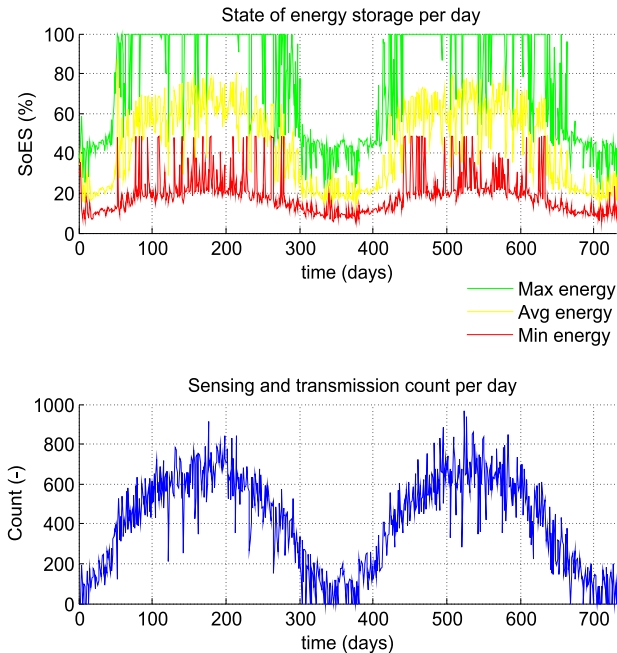 State of energy storage per day
100
80
60
40
20
0
SoES (%)
0 100 200 300 400 500 600 700
time (days)
Max energy
Avg energy
Min energy
Sensing and transmission count per day
1000
800
600
400
200
0
Count (-)
0 100 200 300 400 500 600 700
time (days)